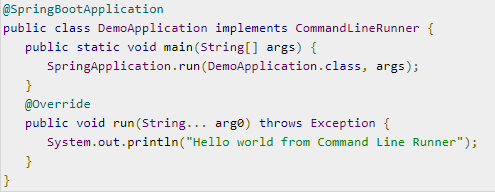 @SpringBootApplication
public class DemoApplication implements CommandLineRunner {
   public static void main(String[] args) {
      SpringApplication.run(DemoApplication.class, args);
   }
   @Override
   public void run(String... arg0) throws Exception {
      System.out.println("Hello world from Command Line Runner");
   }
}